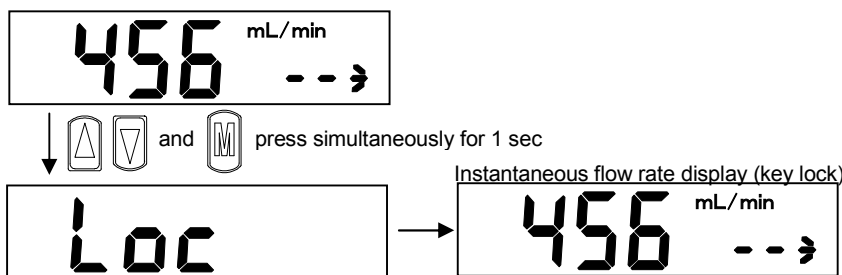 456 mL/min
and M press simultaneously for 1 sec
Instantaneous flow rate display (key lock)
Loc
456 mL/min